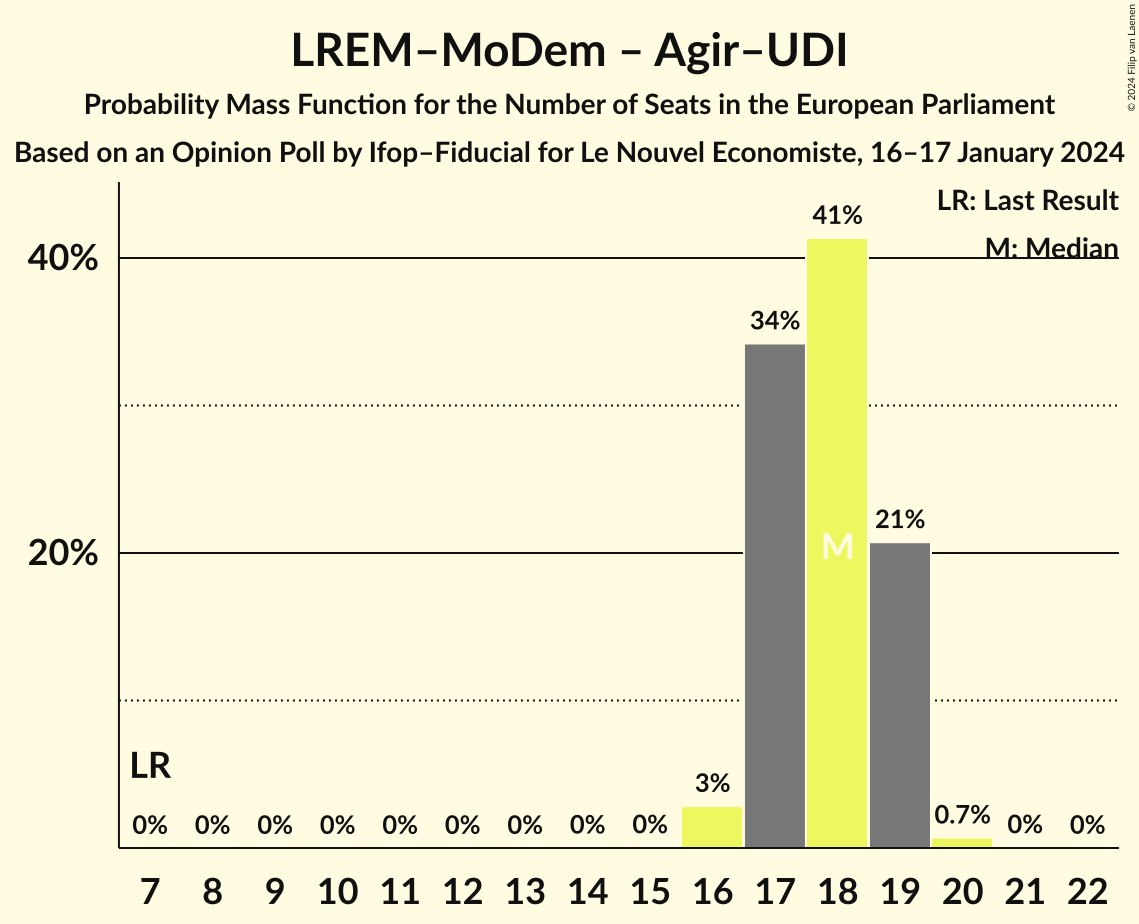 LREM–MoDem – Agir–UDI
Probability Mass Function for the Number of Seats in the European Parliament
Based on an Opinion Poll by Ifop–Fiducial for Le Nouvel Economiste, 16–17 January 2024
© 2024 Filip van Laenen
LR: Last Result
M: Median
41%
40%
34%
21%
20%
M
LR
3%
0% 0% 0% 0% 0% 0% 0% 0% 0% 0.7% 0% 0%
7 8 9 10 11 12 13 14 15 16 17 18 19 20 21 22